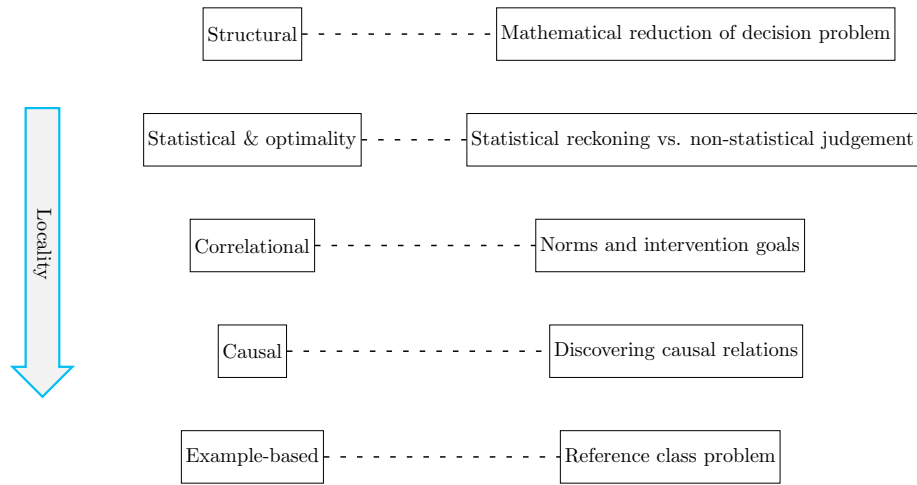 Structural
Mathematical reduction of decision problem
Statistical & optimality
Statistical reckoning vs. non-statistical judgement
Locality
Correlational
Norms and intervention goals
Causal
Discovering causal relations
Example-based
Reference class problem